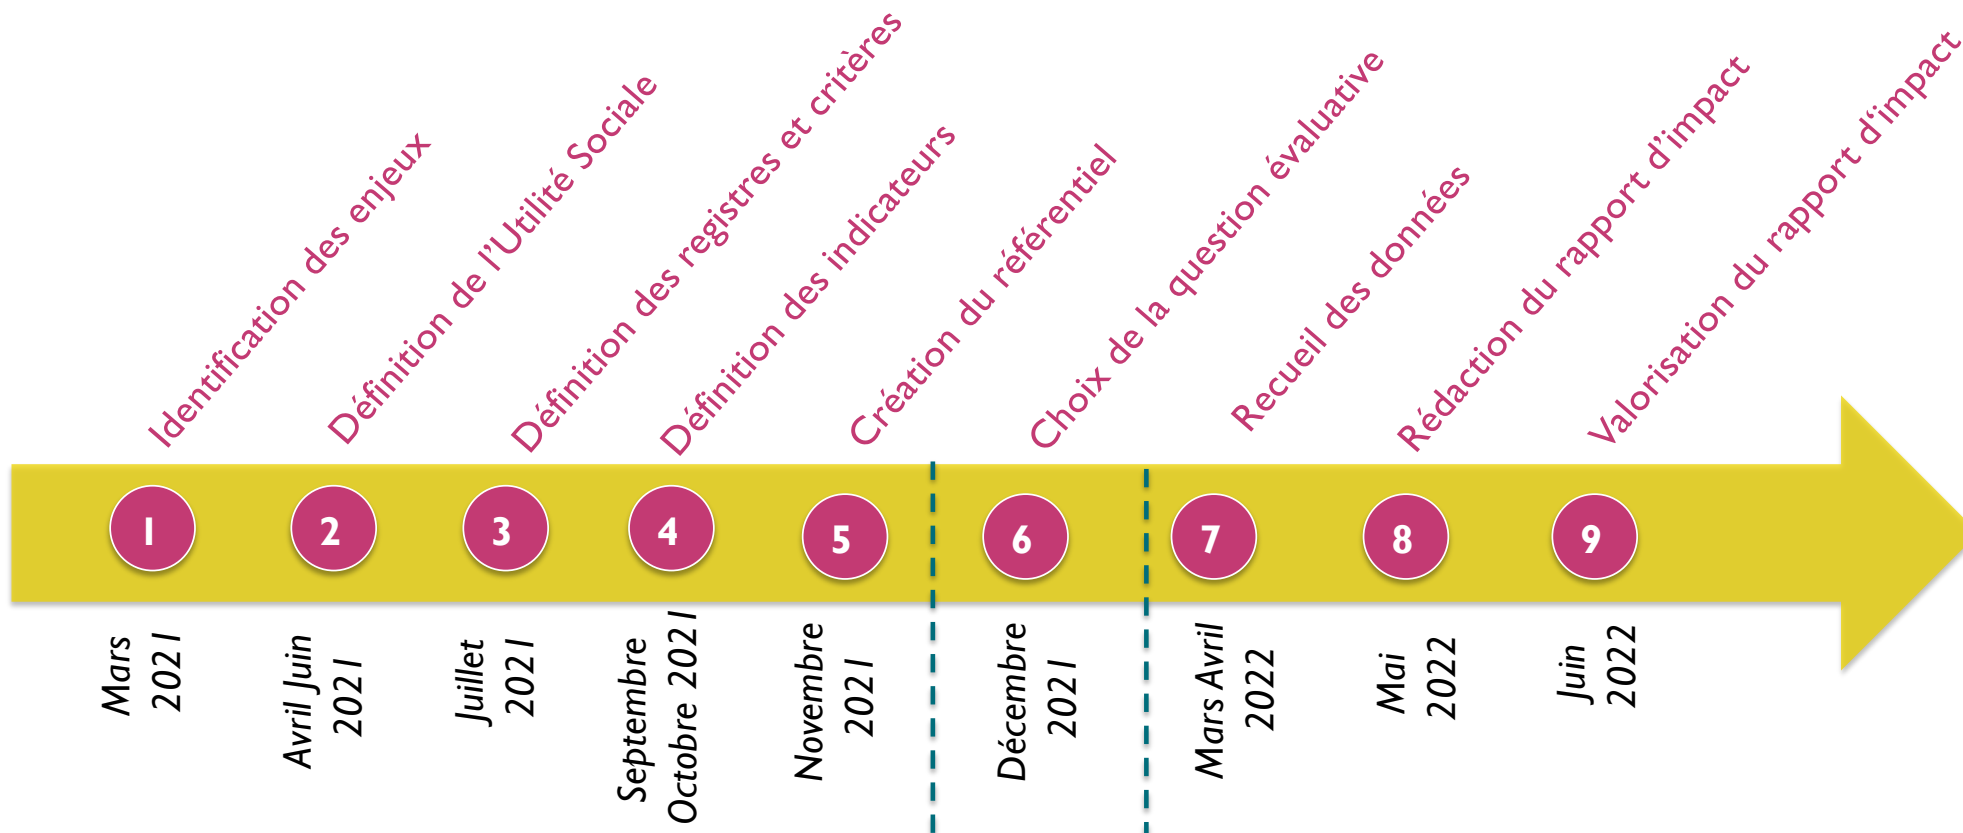 Identification des enjeux
Définition de l'Utilité Sociale
Définition des registres et critères
Définition des indicateurs
Création du référentiel
Choix de la question évaluative
Recueil des données
Rédaction du rapport d'impact
Valorisation du rapport d‘impact
1
2
3
4
5
6
7
8
9
Mars
2021
Avril Juin
2021
Juillet
2021
Septembre
Octobre 2021
Novembre
2021
Décembre
2021
Mars Avril
2022
Mai
2022
Juin
2022